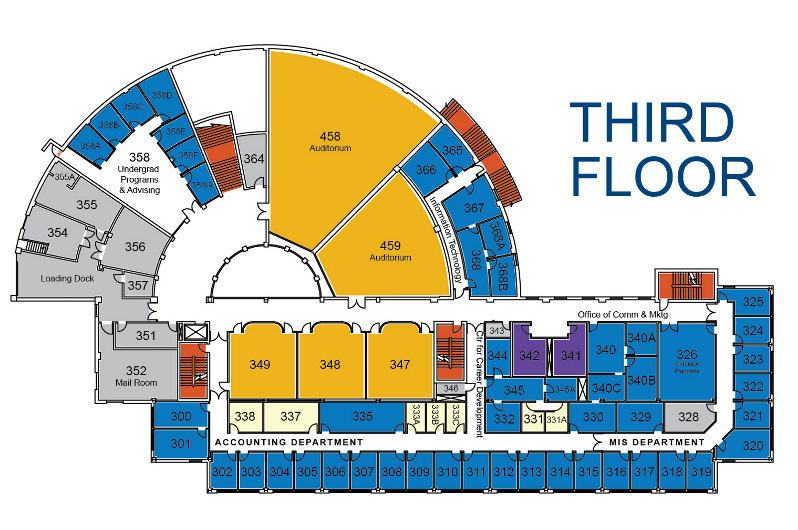 THIRD
FLOOR
458
Auditorium
358D
358C
358B
358A
358E
358F
358G
358
Undergrad
Programs
& Advising
364
365
366
367
368A
368
368B
Information Technology
459
Auditorium
355A
355
354
356
357
Loading Dock
351
352
Mail Room
349
348
347
346
Ctr for Career Development
Office of Comm & Mktg
343
344
342
341
340
340A
340B
340C
345
345A
326
Graduate
Programs
325
324
323
322
321
320
300
301
338
337
335
333A
333B
333C
332
331
331A
330
329
328
ACCOUNTING DEPARTMENT
MIS DEPARTMENT
302 303 304 305 306 307 308 309 310 311 312 313 314 315 316 317 318 319